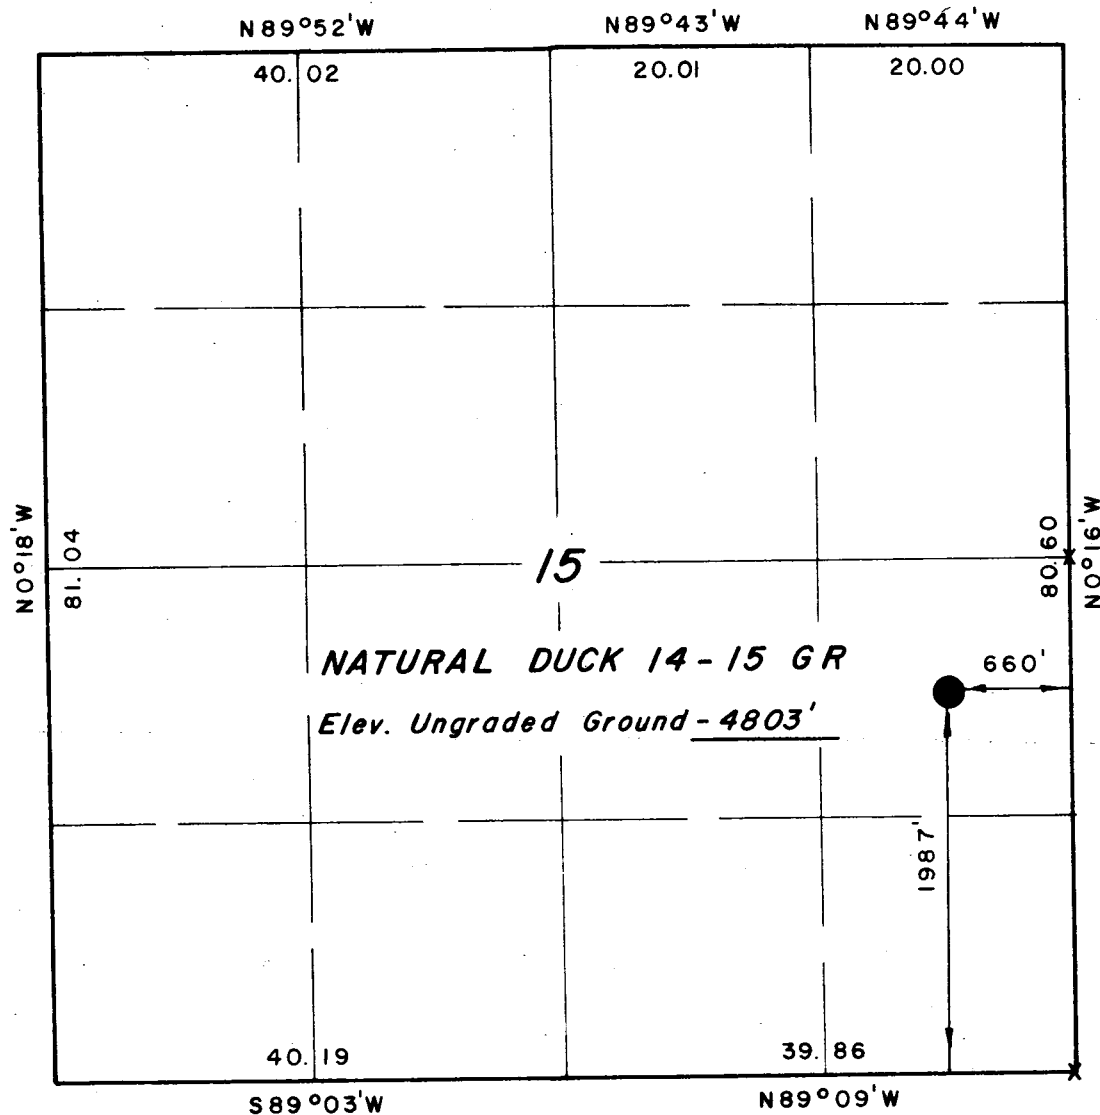 N89°52'W N89°43'W N89°44'W
40.02 20.01 20.00
N0°18'W
81.04
15
80.60
N0°16'W
NATURAL DUCK 14-15 GR
660'
Elev. Ungraded Ground - 4803'
1987'
40.19 39.86
S89°03'W N89°09'W